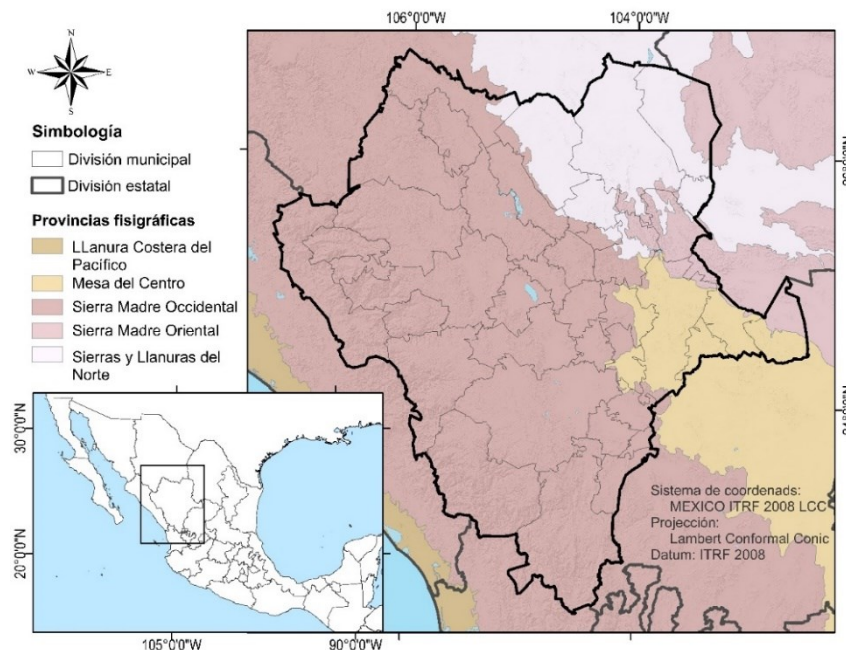 106°0'0"W 104°0'0"W
N
W E
S
Simbología
División municipal
División estatal
Provincias fisigráficas
LLanura Costera del
Pacífico
Mesa del Centro
Sierra Madre Occidental
Sierra Madre Oriental
Sierras y Llanuras del
Norte
30°0'0"N
20°0'0"N
105°0'0"W 90°0'0"W
Sistema de coordenads:
MEXICO ITRF 2008 LCC
Projección:
Lambert Conformal Conic
Datum: ITRF 2008